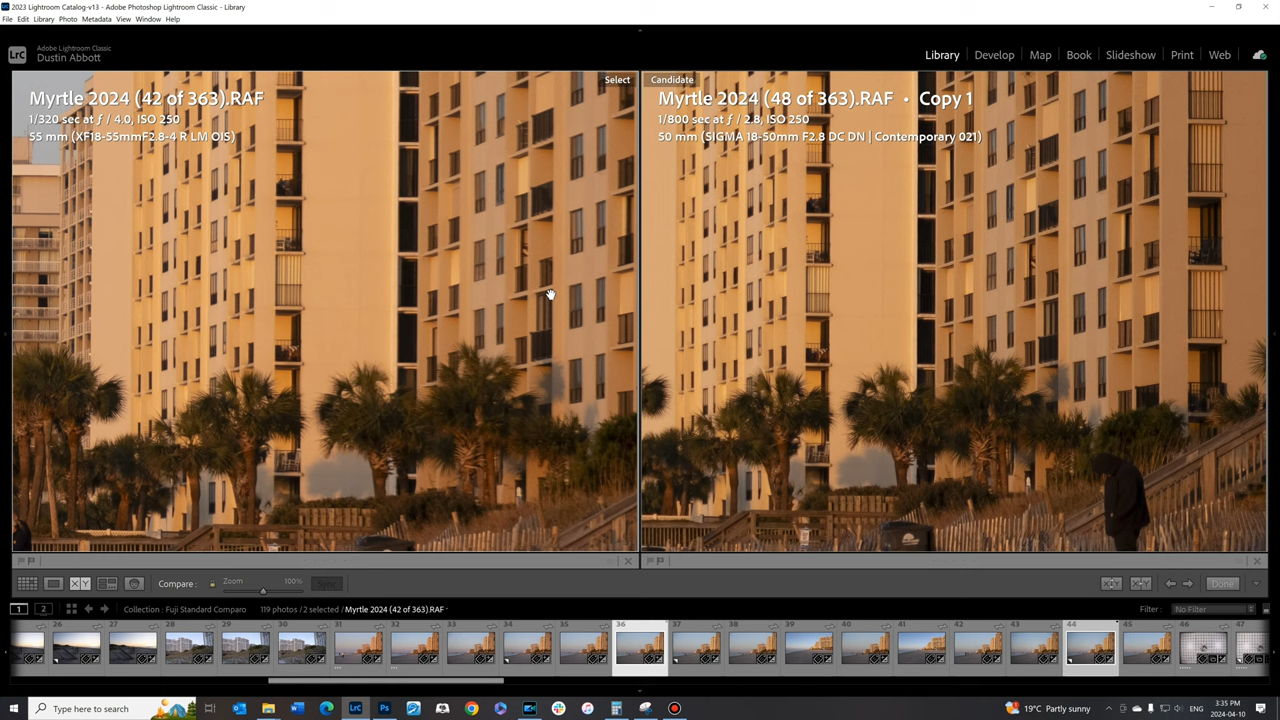 2023 Lightroom Catalog-v13 - Adobe Photoshop Lightroom Classic - Library
File Edit Library Photo Metadata View Window Help
LrC
Adobe Lightroom Classic
Dustin Abbott
Library Develop Map Book Slideshow Print Web
Select
Myrtle 2024 (42 of 363).RAF
1/320 sec at ƒ / 4.0, ISO 250
55 mm (XF18-55mmF2.8-4 R LM OIS)
Candidate
Myrtle 2024 (48 of 363).RAF • Copy 1
1/800 sec at ƒ / 2.8, ISO 250
50 mm (SIGMA 18-50mm F2.8 DC DN | Contemporary 021)
X Y
Compare :
Zoom
100%
Sync
X Y
Done
1 2
Collection : Fuji Standard Comparo
119 photos / 2 selected / Myrtle 2024 (42 of 363).RAF
Filter :
No Filter
26 27 28 29 30 31 32 33 34 35 36 37 38 39 40 41 42 43 44 45 46 47
Type here to search
LrC
Ps
19°C Partly sunny
ENG
3:35 PM
2024-04-10